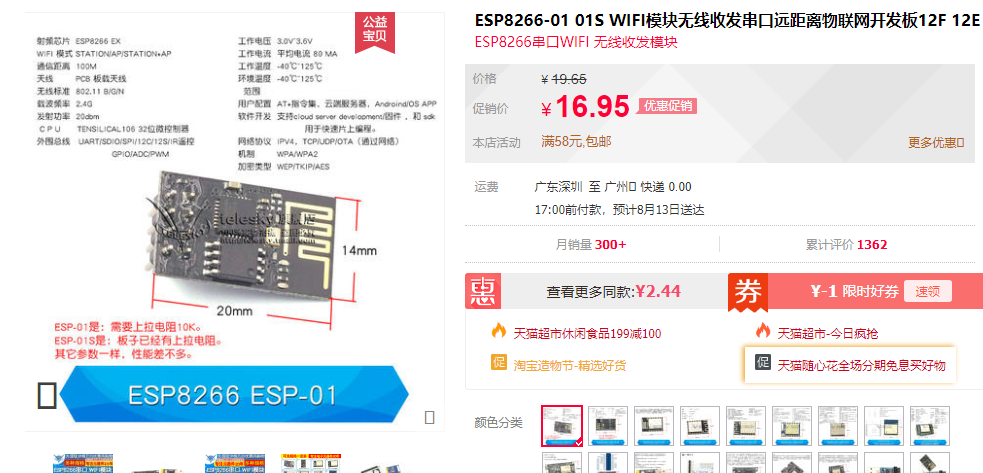 公益
宝贝
射频芯片 ESP8266 EX
WIFI 模式 STATION/AP/STATION+AP
通信距离 100M
天线 PCB 板载天线
无线标准 802.11 B/G/N
载波频率 2.4G
发射功率 20dbm
CPU TENSILICAL106 32位微控制器
外围总线 UART/SDIO/SPI/I2C/I2S/IR遥控
GPIO/ADC/PWM
工作电压 3.0V~3.6V
工作电流 平均电流 80 MA
工作温度 -40℃~125℃
环境温度 -40℃~125℃
范围
用户配置 AT+指令集，云端服务器、Android/OS APP
软件开发 支持cloud server development/固件 、和 sdk
用于快速片上编程。
网络协议 IPV4、TCP/UDP/OTA（通过网络）
机制 WPA/WPA2
加密类型 WEP/TKIP/AES
telesky 旗舰店
14mm
20mm
ESP-01是：需要上拉电阻10K。
ESP-01S是：板子已经有上拉电阻。
其它参数一样，性能差不多。
ESP8266 ESP-01
ESP8266-01 01S WIFI模块无线收发串口远距离物联网开发板12F 12E
ESP8266串口WIFI 无线收发模块
价格 ¥ 19.65
促销价 ¥ 16.95 优惠促销
本店活动 满58元,包邮 更多优惠
运费 广东深圳 至 广州 快递 0.00
17:00前付款，预计8月13日送达
月销量 300+ 累计评价 1362
惠 查看更多同款:¥2.44 券 ¥-1 限时好券 速领
天猫超市休闲食品199减100 天猫超市-今日疯抢
促 淘宝造物节-精选好货 促 天猫随心花全场分期免息买好物
颜色分类